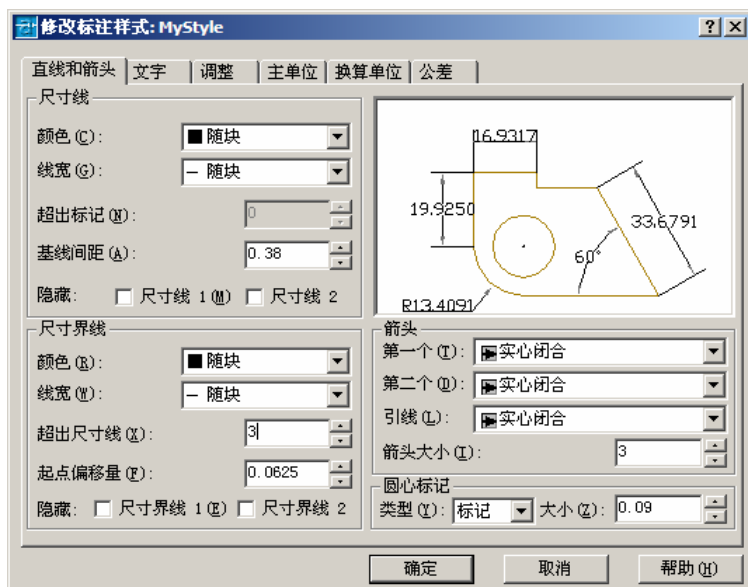 修改标注样式: MyStyle
直线和箭头 文字 调整 主单位 换算单位 公差
尺寸线
颜色(C): 随块
线宽(G): 随块
超出标记(N): 0
基线间距(A): 0.38
隐藏: 尺寸线 1(M) 尺寸线 2
16.9317
19.9250
33.6791
60°
R13.4091
尺寸界线
颜色(R): 随块
线宽(W): 随块
超出尺寸线(X): 3
起点偏移量(F): 0.0625
隐藏: 尺寸界线 1(E) 尺寸界线 2
箭头
第一个(T): 实心闭合
第二个(D): 实心闭合
引线(L): 实心闭合
箭头大小(I): 3
圆心标记
类型(Y): 标记 大小(Z): 0.09
确定 取消 帮助(H)